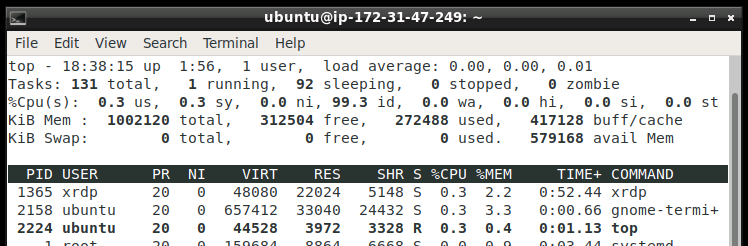 ubuntu@ip-172-31-47-249: ~
File Edit View Search Terminal Help
top - 18:38:15 up  1:56,  1 user,  load average: 0.00, 0.00, 0.01
Tasks: 131 total,   1 running,  92 sleeping,   0 stopped,   0 zombie
%Cpu(s):  0.3 us,  0.3 sy,  0.0 ni, 99.3 id,  0.0 wa,  0.0 hi,  0.0 si,  0.0 st
KiB Mem :  1002120 total,   312504 free,   272488 used,   417128 buff/cache
KiB Swap:        0 total,        0 free,        0 used.   579168 avail Mem
PID USER      PR  NI    VIRT    RES    SHR S %CPU %MEM     TIME+ COMMAND
1365 xrdp      20   0   48080  22024   5148 S  0.3  2.2   0:52.44 xrdp
2158 ubuntu    20   0  657412  33040  24432 S  0.3  3.3   0:00.66 gnome-termi+
2224 ubuntu    20   0   44528   3972   3328 R  0.3  0.4   0:01.13 top
1 root      20   0  159684   8864   6668 S  0.0  0.9   0:03.44 systemd